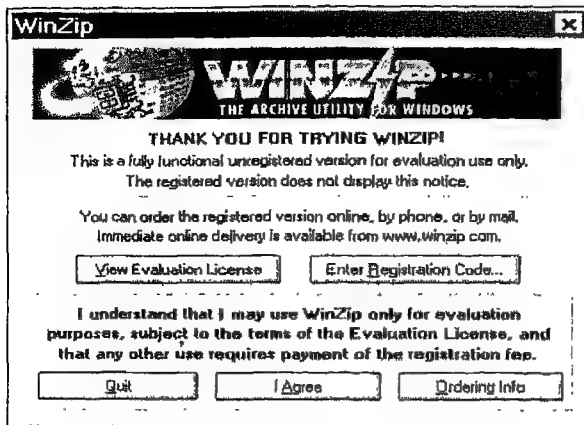 WinZip
WINZIP
THE ARCHIVE UTILITY FOR WINDOWS
THANK YOU FOR TRYING WINZIP!
This is a fully functional unregistered version for evaluation use only.
The registered version does not display this notice.
You can order the registered version online, by phone, or by mail.
Immediate online delivery is available from www.winzip.com.
View Evaluation License
Enter Registration Code...
I understand that I may use WinZip only for evaluation
purposes, subject to the terms of the Evaluation License, and
that any other use requires payment of the registration fee.
Quit
I Agree
Ordering Info